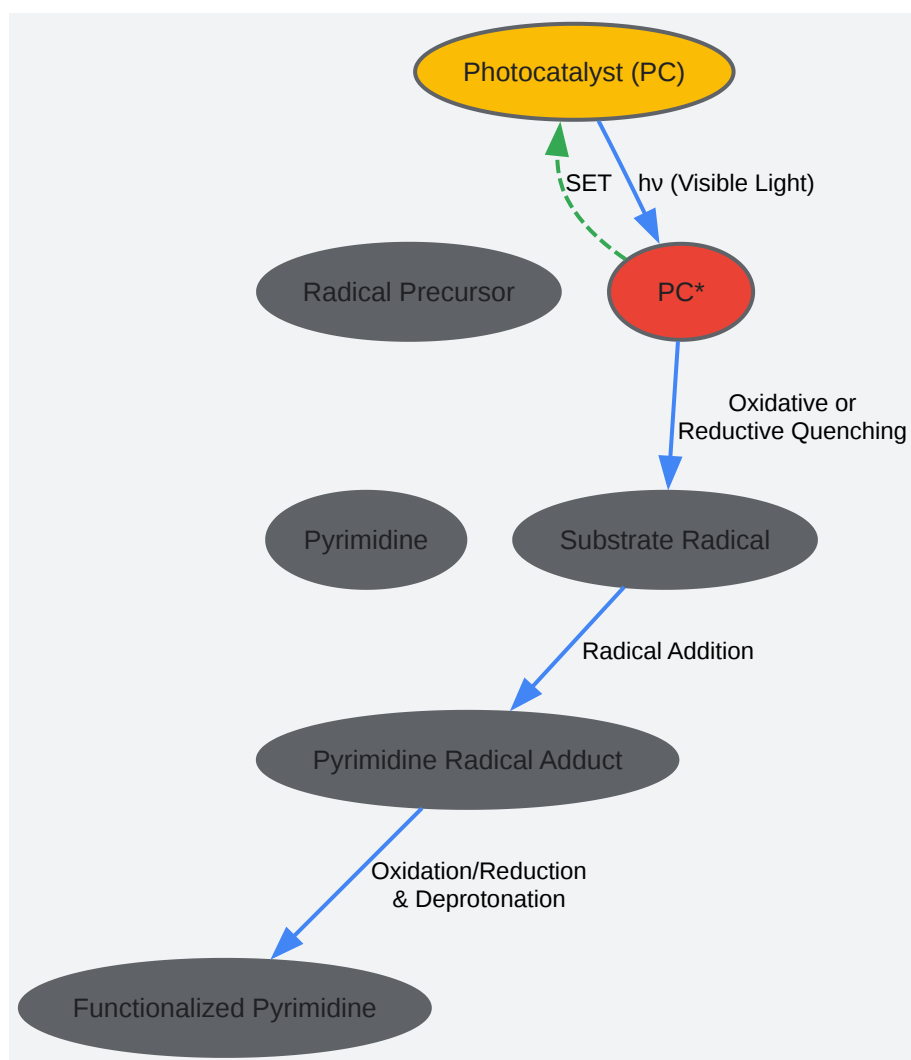 Photocatalyst (PC)
SET
hν (Visible Light)
Radical Precursor
PC*
Oxidative or
Reductive Quenching
Pyrimidine
Substrate Radical
Radical Addition
Pyrimidine Radical Adduct
Oxidation/Reduction
& Deprotonation
Functionalized Pyrimidine